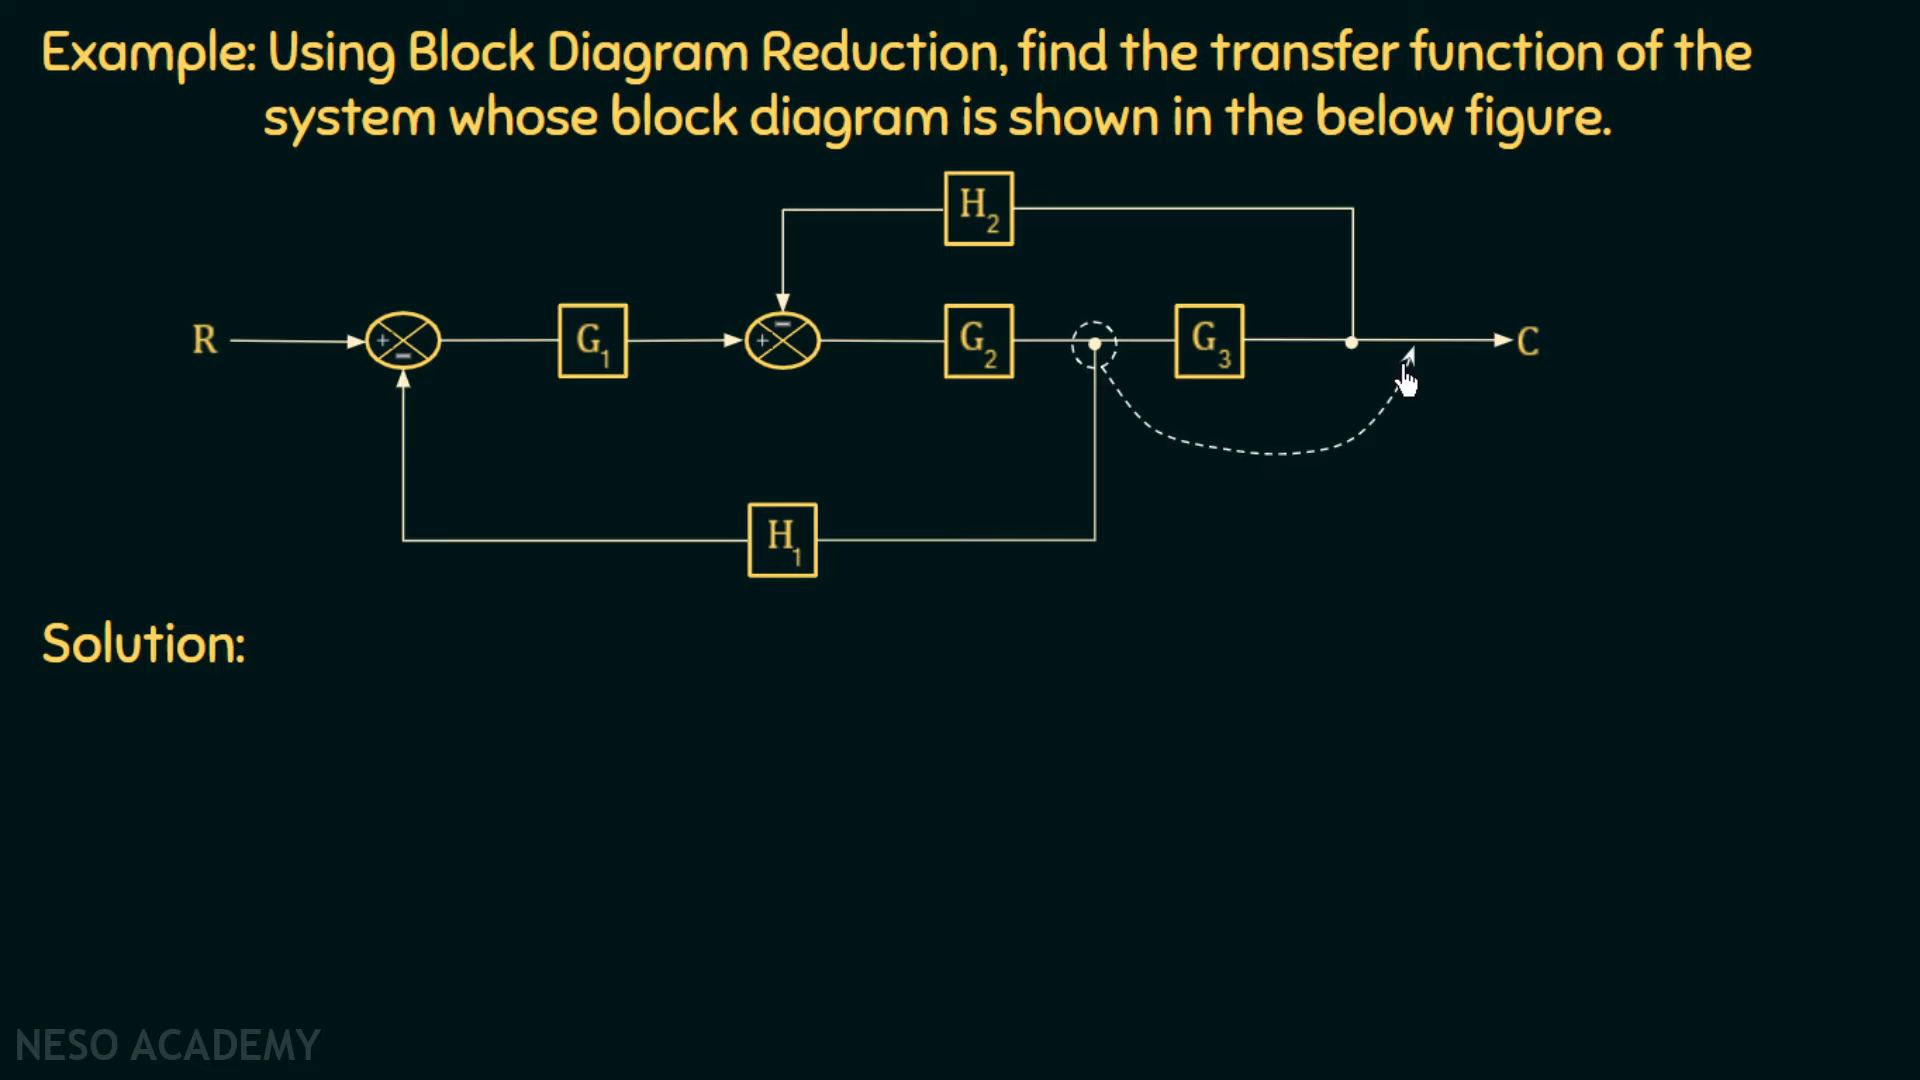 Example: Using Block Diagram Reduction, find the transfer function of the
system whose block diagram is shown in the below figure.
H2
R + − G1 + − G2 G3 C
H1
Solution:
NESO ACADEMY